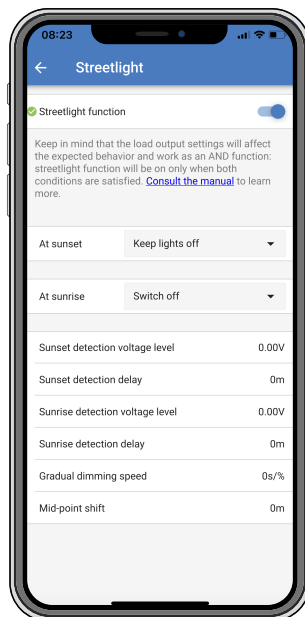 08:23
Streetlight
Streetlight function
Keep in mind that the load output settings will affect
the expected behavior and work as an AND function:
streetlight function will be on only when both
conditions are satisfied. Consult the manual to learn
more.
At sunset Keep lights off
At sunrise Switch off
Sunset detection voltage level 0.00V
Sunset detection delay 0m
Sunrise detection voltage level 0.00V
Sunrise detection delay 0m
Gradual dimming speed 0s/%
Mid-point shift 0m